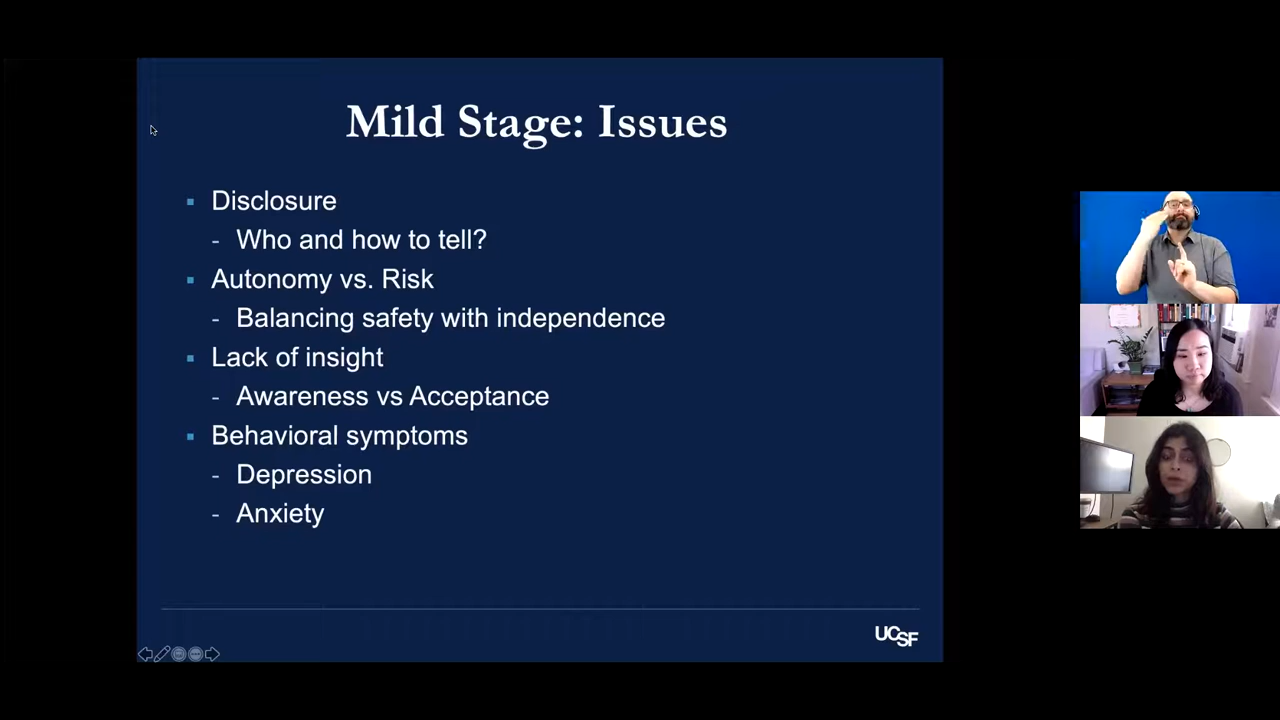 Mild Stage: Issues
Disclosure
- Who and how to tell?
Autonomy vs. Risk
- Balancing safety with independence
Lack of insight
- Awareness vs Acceptance
Behavioral symptoms
- Depression
- Anxiety
UCSF